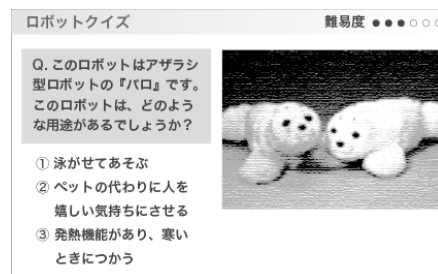 ロボットクイズ
難易度 ●●●○○○
Q. このロボットはアザラシ
型ロボットの『パロ』です。
このロボットは、どのよう
な用途があるでしょうか？
① 泳がせてあそぶ
② ペットの代わりに人を
嬉しい気持ちにさせる
③ 発熱機能があり、寒い
ときにつかう